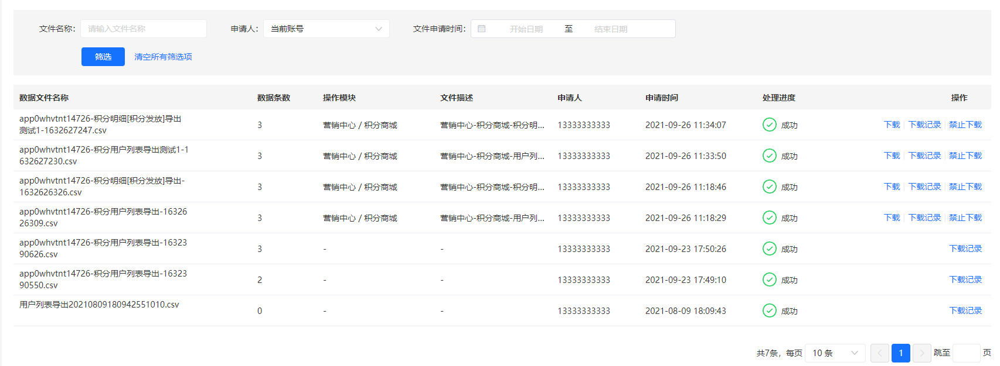 文件名称: 请输入文件名称 申请人: 当前账号 文件申请时间: 开始日期 至 结束日期
筛选 清空所有筛选项
数据文件名称 数据条数 操作模块 文件描述 申请人 申请时间 处理进度 操作
app0whvtnt14726-积分明细[积分发放]导出
测试1-1632627247.csv
3 营销中心 / 积分商城 营销中心-积分商城-积分明... 13333333333 2021-09-26 11:34:07 成功 下载 下载记录 禁止下载
app0whvtnt14726-积分用户列表导出测试1-1
632627230.csv
3 营销中心 / 积分商城 营销中心-积分商城-用户列... 13333333333 2021-09-26 11:33:50 成功 下载 下载记录 禁止下载
app0whvtnt14726-积分明细[积分发放]导出-
1632626326.csv
3 营销中心 / 积分商城 营销中心-积分商城-积分明... 13333333333 2021-09-26 11:18:46 成功 下载 下载记录 禁止下载
app0whvtnt14726-积分用户列表导出-16326
26309.csv
3 营销中心 / 积分商城 营销中心-积分商城-用户列... 13333333333 2021-09-26 11:18:29 成功 下载 下载记录 禁止下载
app0whvtnt14726-积分用户列表导出-16323
90626.csv
3 - - 13333333333 2021-09-23 17:50:26 成功 下载记录
app0whvtnt14726-积分用户列表导出-16323
90550.csv
2 - - 13333333333 2021-09-23 17:49:10 成功 下载记录
用户列表导出20210809180942551010.csv
0 - - 13333333333 2021-08-09 18:09:43 成功 下载记录
共7条, 每页 10 条 1 跳至 页